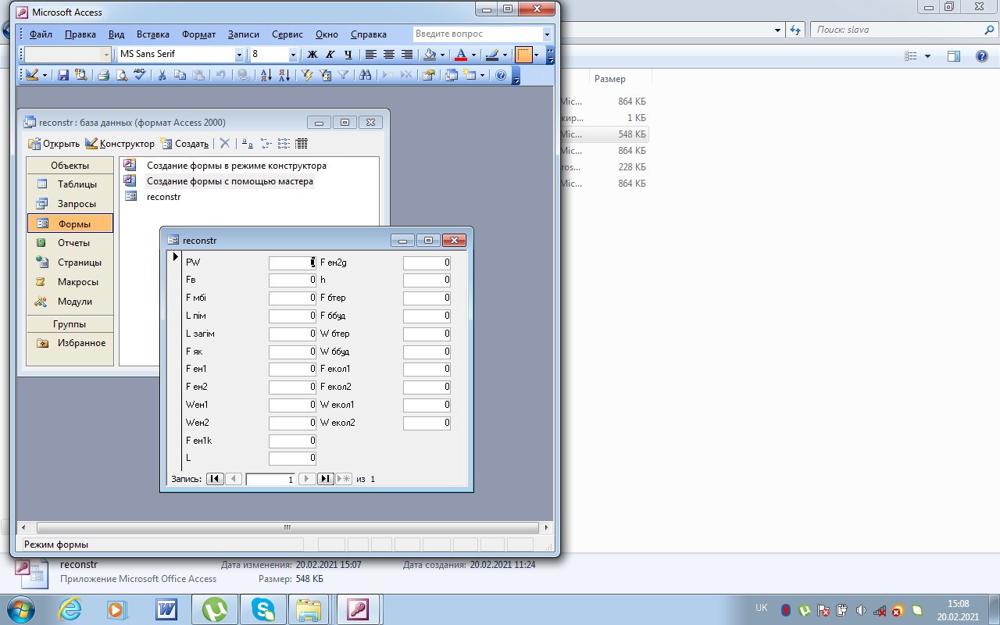 Microsoft Access
Файл Правка Вид Вставка Формат Записи Сервис Окно Справка Введите вопрос
MS Sans Serif 8 Ж К Ч
Поиск: slava
Размер
Mic... 864 КБ
кир... 1 КБ
Mic... 548 КБ
Mic... 864 КБ
ros... 228 КБ
Mic... 864 КБ
reconstr : база данных (формат Access 2000)
Открыть Конструктор Создать
Объекты
Таблицы
Запросы
Формы
Отчеты
Страницы
Макросы
Модули
Группы
Избранное
Создание формы в режиме конструктора
Создание формы с помощью мастера
reconstr
reconstr
PW 0 F ен2g 0
Fв 0 h 0
F мбі 0 F бтер 0
L пім 0 F ббуд 0
L загім 0 W бтер 0
F як 0 W ббуд 0
F ен1 0 F екол1 0
F ен2 0 F екол2 0
Wен1 0 W екол1 0
Wен2 0 W екол2 0
F ен1k 0
L 0
Запись: 1 из 1
Режим формы
reconstr Дата изменения: 20.02.2021 15:07 Дата создания: 20.02.2021 11:24
Приложение Microsoft Office Access Размер: 548 КБ
UK 15:08
20.02.2021